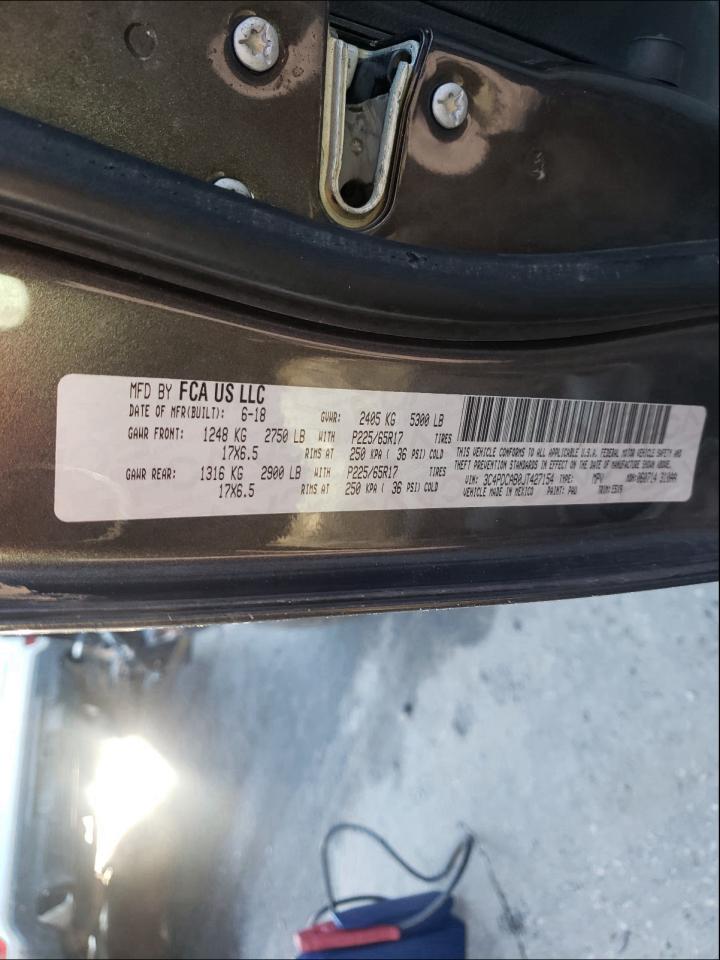 MFD BY FCA US LLC
DATE OF MFR(BUILT): 6-18 GVWR: 2405 KG 5300 LB
GAWR FRONT: 1248 KG 2750 LB WITH P225/65R17 TIRES
17X6.5 RIMS AT 250 KPA ( 36 PSI) COLD
GAWR REAR: 1316 KG 2900 LB WITH P225/65R17 TIRES
17X6.5 RIMS AT 250 KPA ( 36 PSI) COLD
THIS VEHICLE COMPLIES TO ALL APPLICABLE U.S.A. FEDERAL MOTOR VEHICLE SAFETY AND
THEFT PREVENTION STANDARDS IN EFFECT ON THE DATE OF MANUFACTURE SHOWN ABOVE.
VIN: 3C4PDCAB0JT427154 TYPE: MPV MDH: 060714
VEHICLE MADE IN MEXICO PAINT: PAU TRIM: